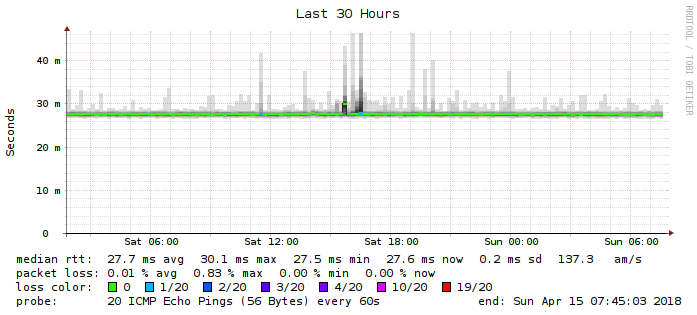 Last 30 Hours
RRDTOOL / TOBI OETIKER
Seconds
40 m
30 m
20 m
10 m
0
Sat 06:00 Sat 12:00 Sat 18:00 Sun 00:00 Sun 06:00
median rtt: 27.7 ms avg 30.1 ms max 27.5 ms min 27.6 ms now 0.2 ms sd 137.3 am/s
packet loss: 0.01 % avg 0.83 % max 0.00 % min 0.00 % now
loss color: 0 1/20 2/20 3/20 4/20 10/20 19/20
probe: 20 ICMP Echo Pings (56 Bytes) every 60s end: Sun Apr 15 07:45:03 2018